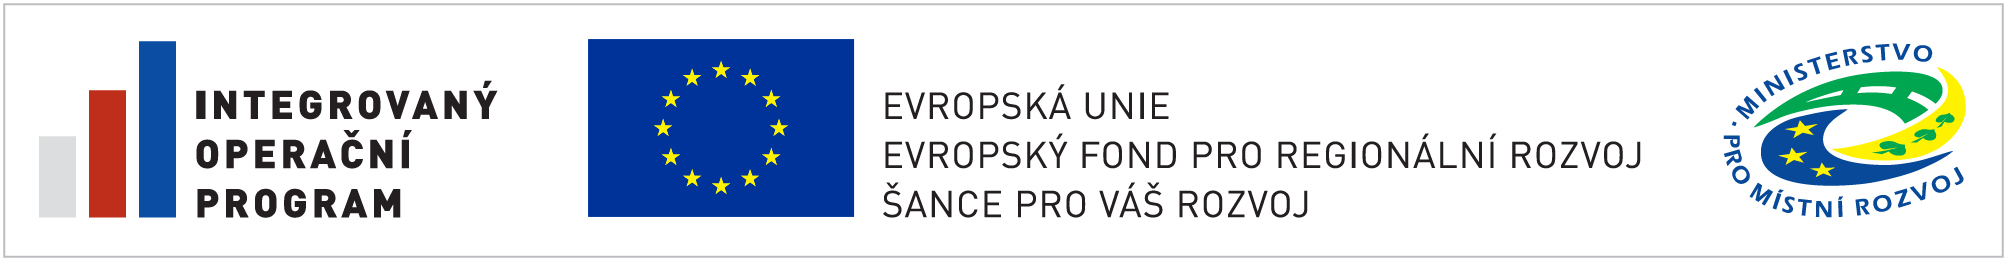 INTEGROVANÝ
OPERAČNÍ
PROGRAM
EVROPSKÁ UNIE
EVROPSKÝ FOND PRO REGIONÁLNÍ ROZVOJ
ŠANCE PRO VÁŠ ROZVOJ
MINISTERSTVO
PRO MÍSTNÍ ROZVOJ